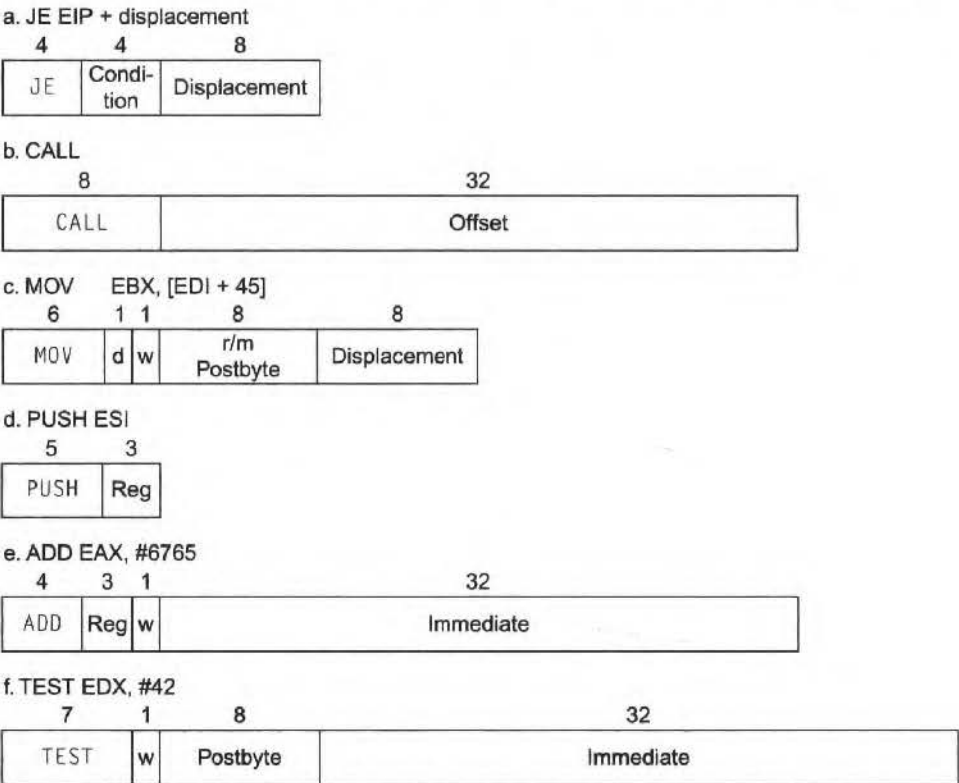 a. JE EIP + displacement
4 4 8
JE Condi-
tion Displacement
b. CALL
8 32
CALL Offset
c. MOV EBX, [EDI + 45]
6 1 1 8 8
MOV d w r/m
Postbyte Displacement
d. PUSH ESI
5 3
PUSH Reg
e. ADD EAX, #6765
4 3 1 32
ADD Reg w Immediate
f. TEST EDX, #42
7 1 8 32
TEST w Postbyte Immediate